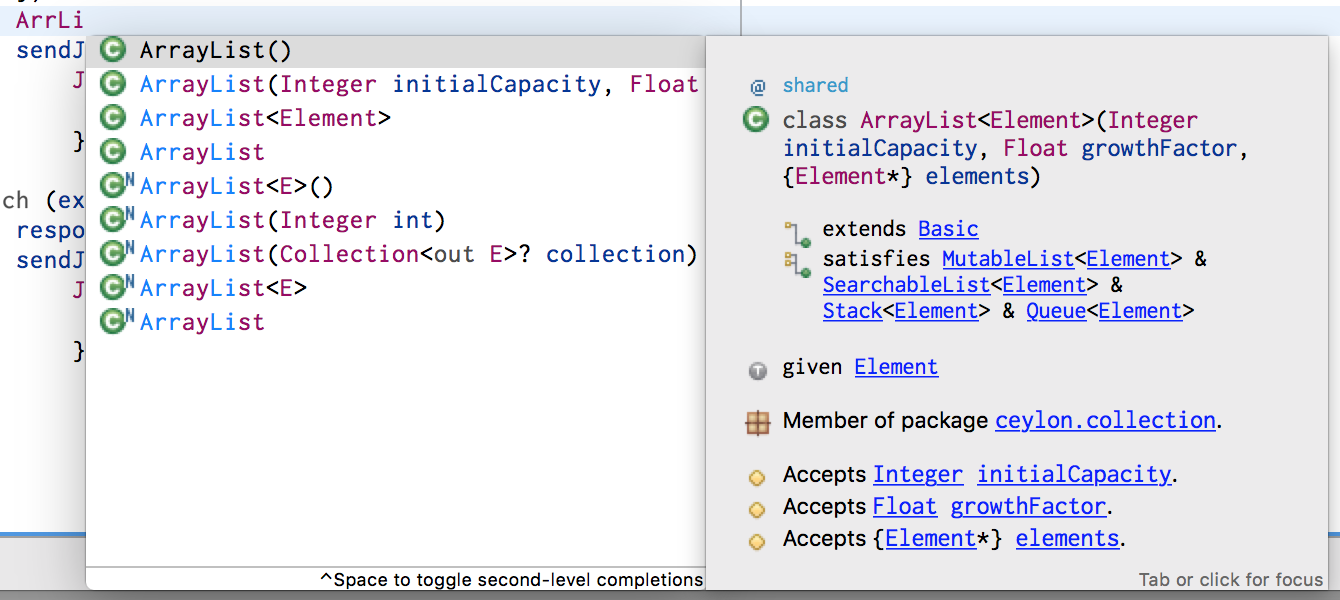 ArrLi
sendJ
J
}
ch (ex
respo
sendJ
J
}
ArrayList()
ArrayList(Integer initialCapacity, Float
ArrayList<Element>
ArrayList
ArrayList<E>()
ArrayList(Integer int)
ArrayList(Collection<out E>? collection)
ArrayList<E>
ArrayList
^Space to toggle second-level completions
@ shared
class ArrayList<Element>(Integer
initialCapacity, Float growthFactor,
{Element*} elements)
extends Basic
satisfies MutableList<Element> &
SearchableList<Element> &
Stack<Element> & Queue<Element>
given Element
Member of package ceylon.collection.
Accepts Integer initialCapacity.
Accepts Float growthFactor.
Accepts {Element*} elements.
Tab or click for focus